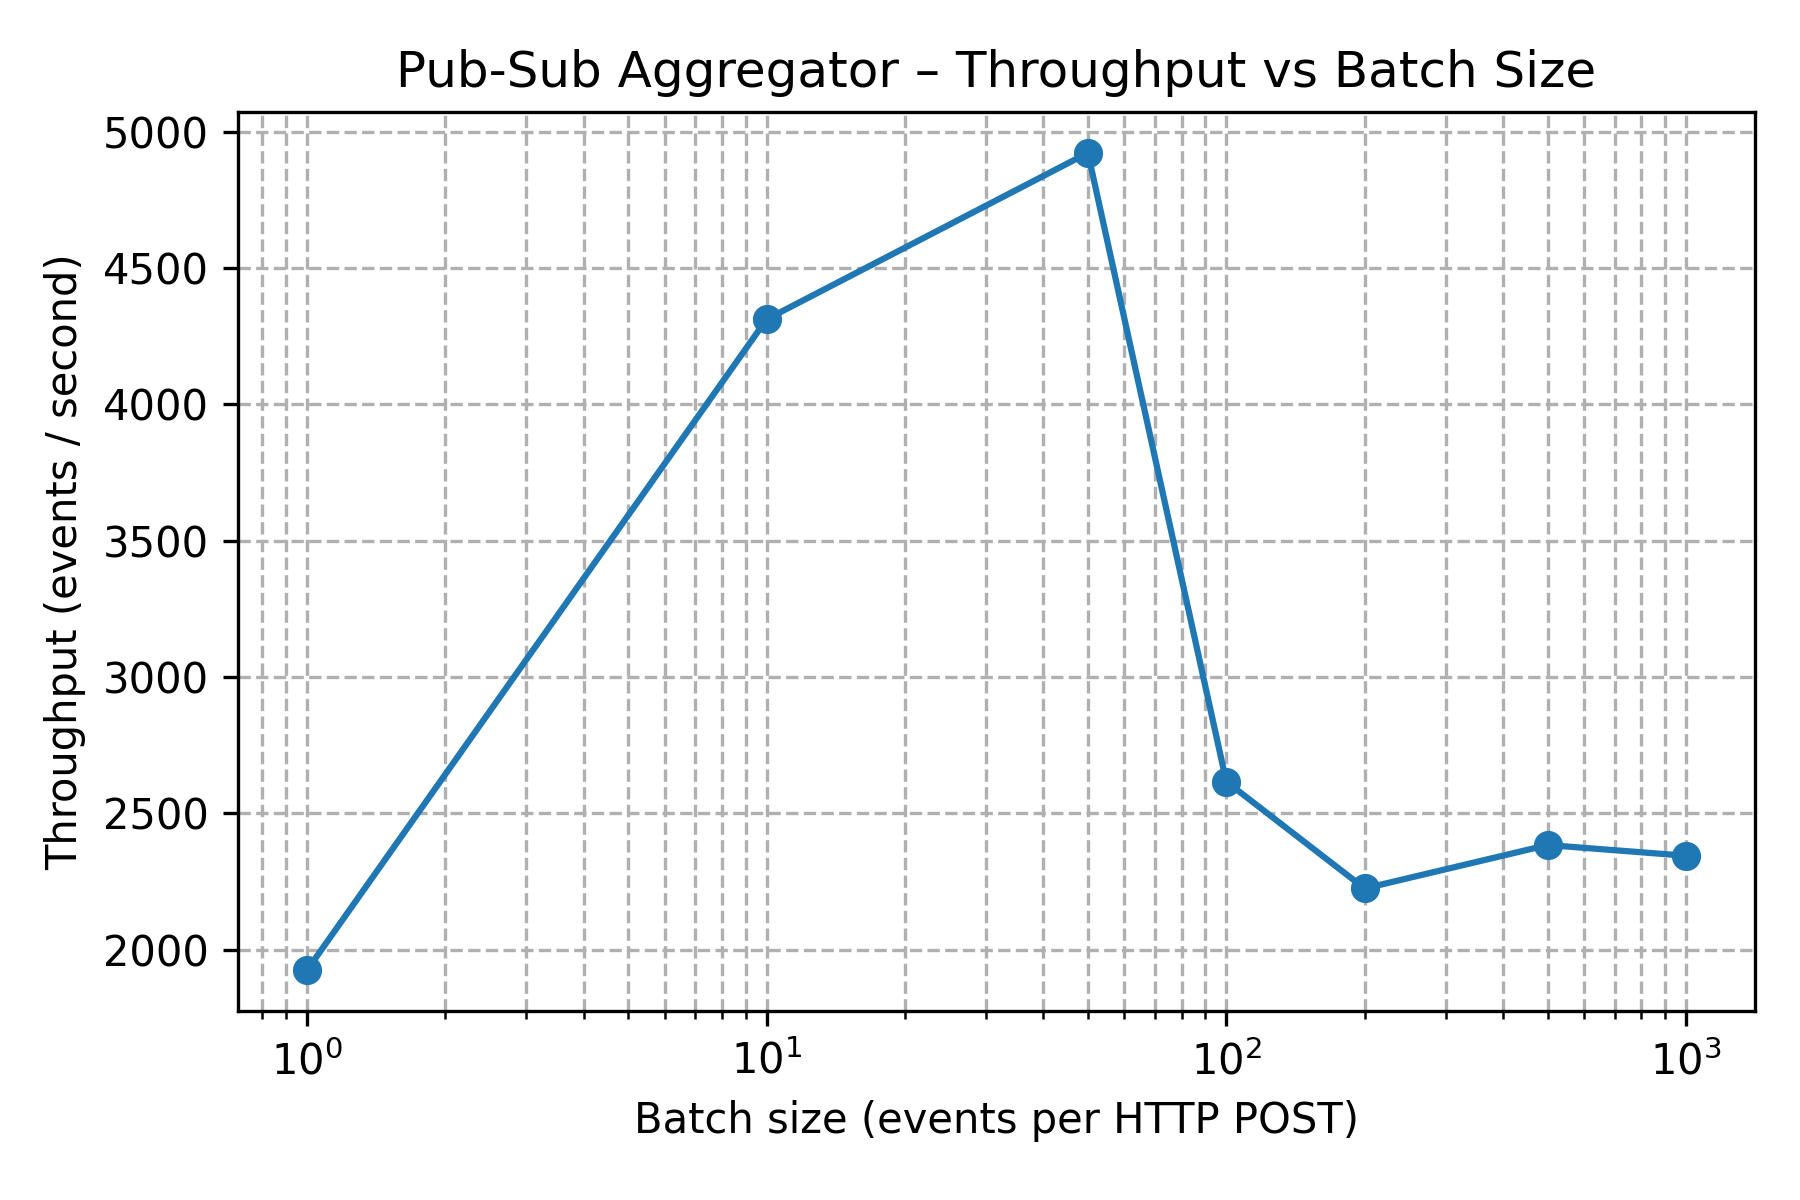 Pub-Sub Aggregator – Throughput vs Batch Size
Throughput (events / second)
5000
4500
4000
3500
3000
2500
2000
10⁰ 10¹ 10² 10³
Batch size (events per HTTP POST)